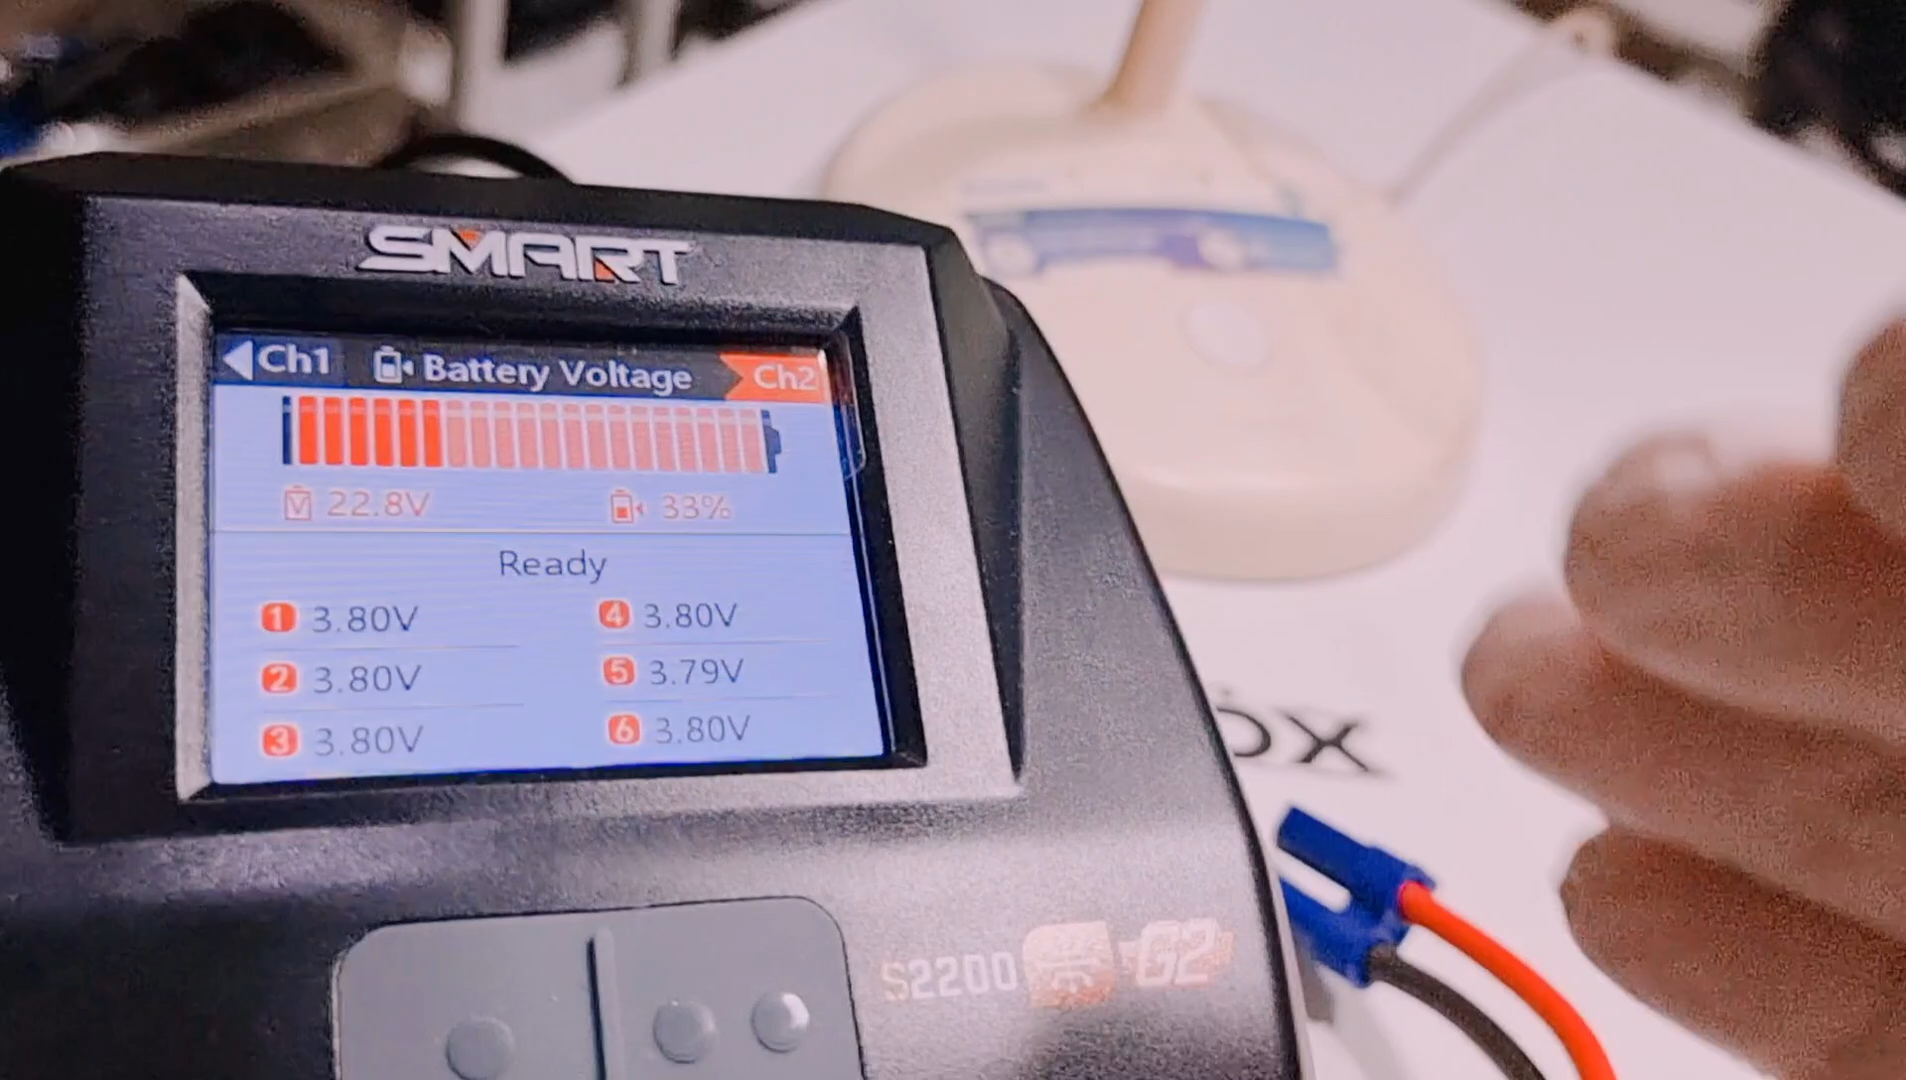 SMART
Ch1 Battery Voltage Ch2
22.8V 33%
Ready
1 3.80V 4 3.80V
2 3.80V 5 3.79V
3 3.80V 6 3.80V
S2200 G2